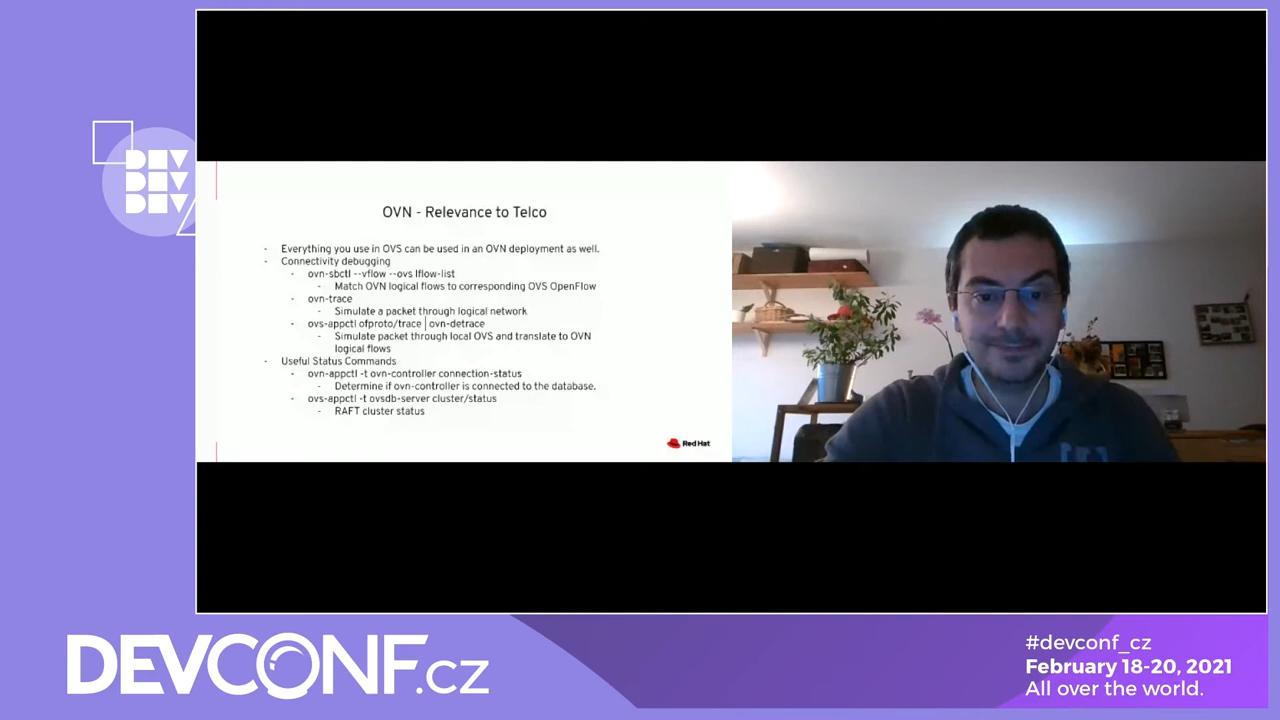 DEV
DEV
DEV
OVN - Relevance to Telco
- Everything you use in OVS can be used in an OVN deployment as well.
- Connectivity debugging
- ovn-sbctl --vflow --ovs lflow-list
- Match OVN logical flows to corresponding OVS OpenFlow
- ovn-trace
- Simulate a packet through logical network
- ovs-appctl ofproto/trace | ovn-detrace
- Simulate packet through local OVS and translate to OVN
logical flows
- Useful Status Commands
- ovn-appctl -t ovn-controller connection-status
- Determine if ovn-controller is connected to the database.
- ovs-appctl -t ovsdb-server cluster/status
- RAFT cluster status
Red Hat
DEVCONF.cz
#devconf_cz
February 18-20, 2021
All over the world.